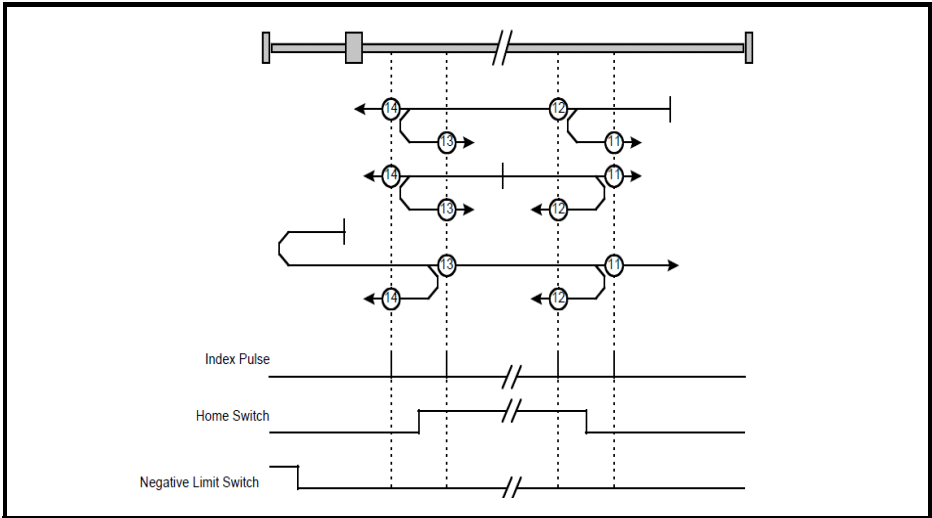 14 12
13 11
14 11
13 12
13 11
14 12
Index Pulse
Home Switch
Negative Limit Switch